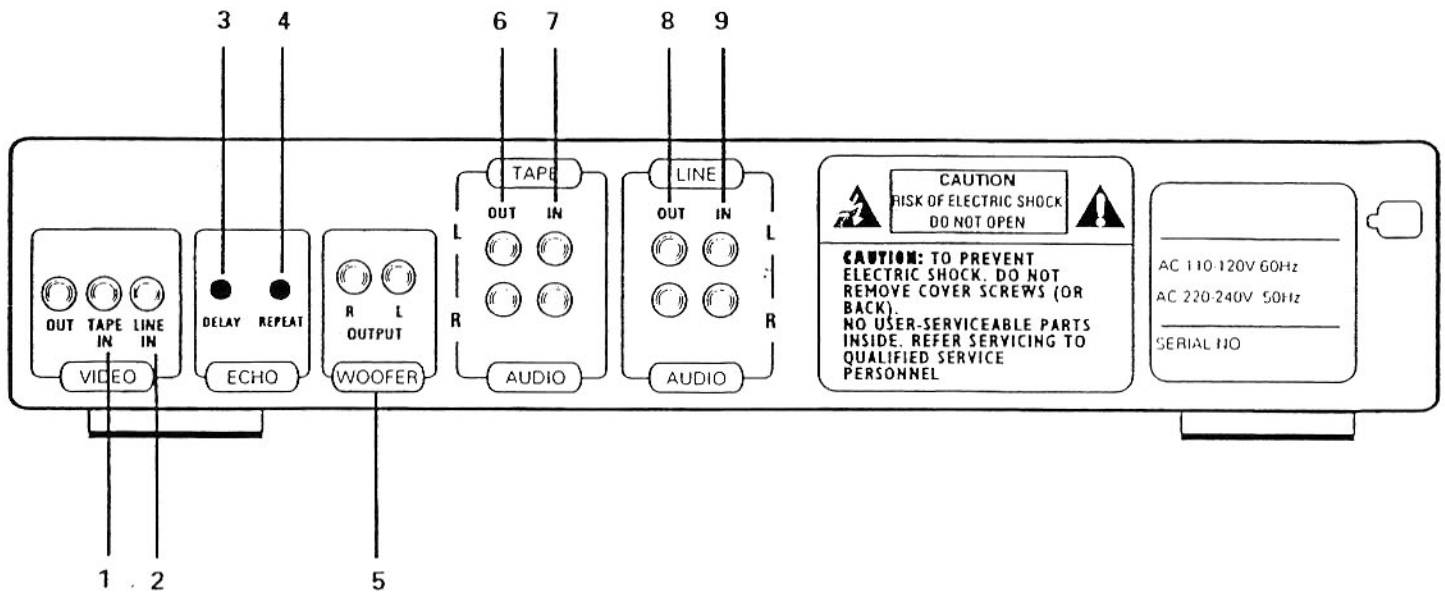 3 4 6 7 8 9
TAPE
OUT IN
L
R
AUDIO
LINE
OUT IN
L
R
AUDIO
OUT TAPE IN LINE IN
VIDEO
DELAY REPEAT
ECHO
R L
OUTPUT
WOOFER
CAUTION
RISK OF ELECTRIC SHOCK
DO NOT OPEN
CAUTION: TO PREVENT
ELECTRIC SHOCK, DO NOT
REMOVE COVER SCREWS (OR
BACK).
NO USER-SERVICEABLE PARTS
INSIDE. REFER SERVICING TO
QUALIFIED SERVICE
PERSONNEL
AC 110-120V 60Hz
AC 220-240V 50Hz
SERIAL NO
1 2 5